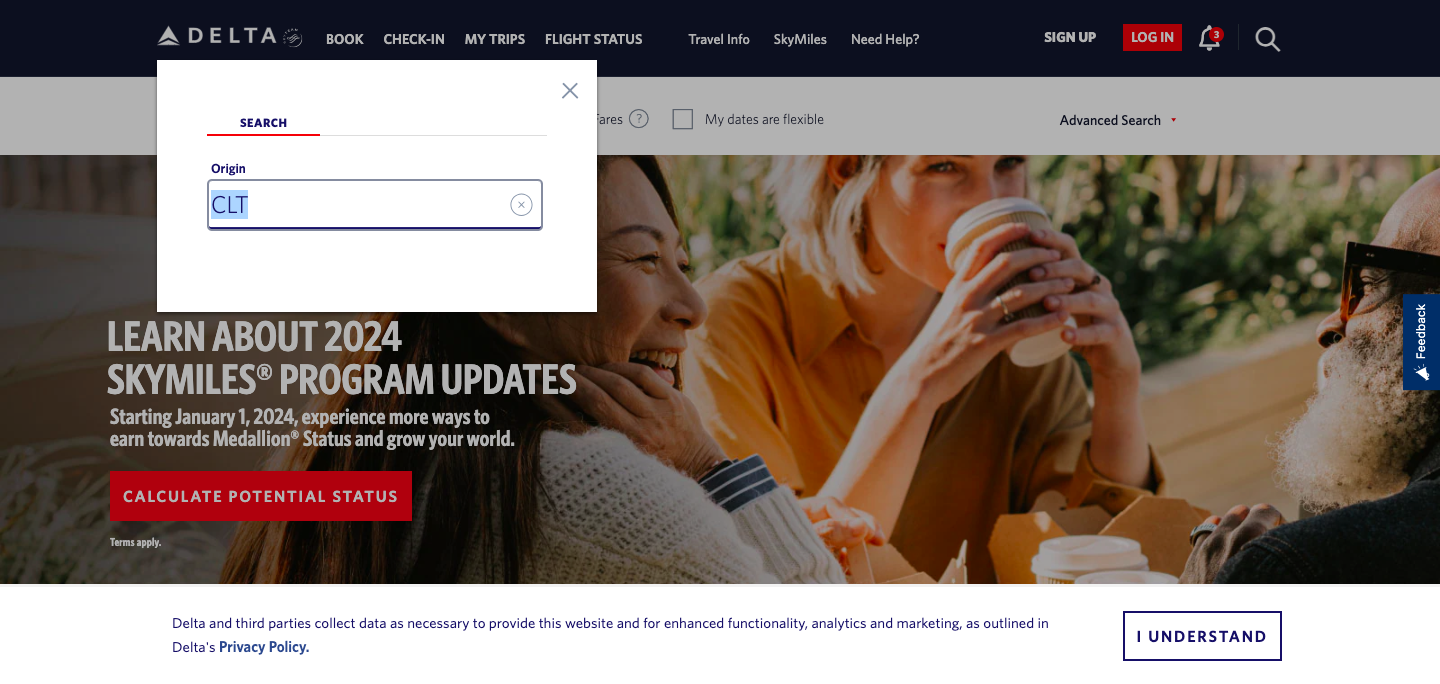 DELTA
BOOK CHECK-IN MY TRIPS FLIGHT STATUS Travel Info SkyMiles Need Help? SIGN UP LOG IN 3
SEARCH
Fares ? My dates are flexible Advanced Search
Origin
CLT
LEARN ABOUT 2024
SKYMILES® PROGRAM UPDATES
Starting January 1, 2024, experience more ways to
earn towards Medallion® Status and grow your world.
CALCULATE POTENTIAL STATUS
Terms apply.
Feedback
Delta and third parties collect data as necessary to provide this website and for enhanced functionality, analytics and marketing, as outlined in
Delta's Privacy Policy.
I UNDERSTAND